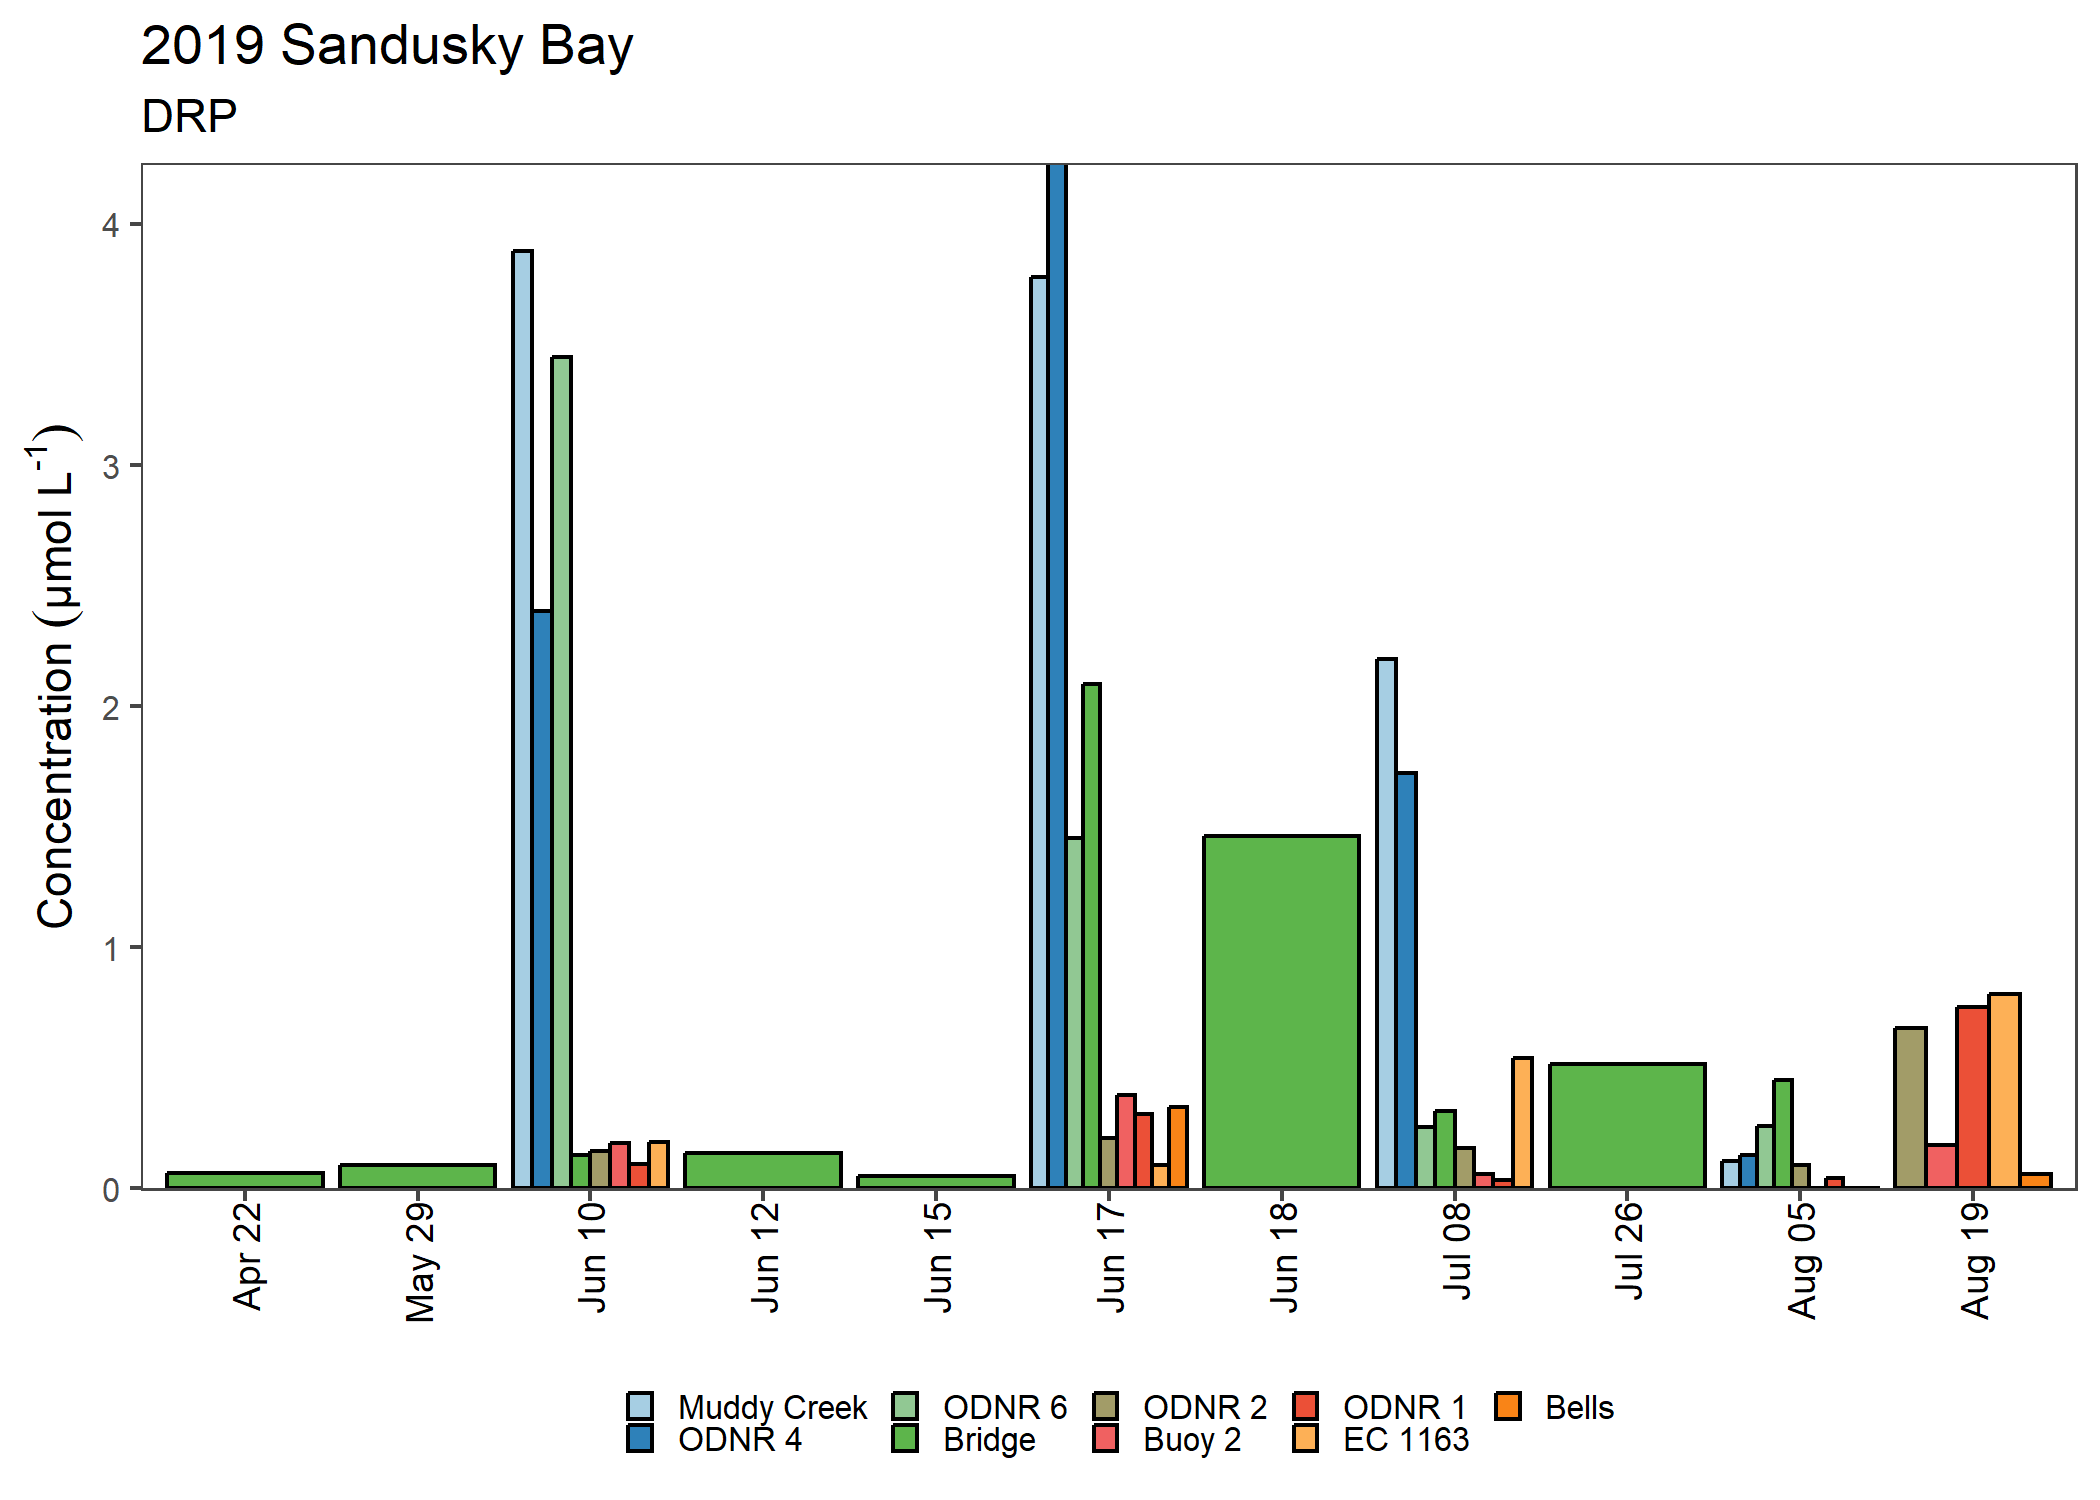 2019 Sandusky Bay
DRP
Concentration (µmol L-1)
4
3
2
1
0
Apr 22
May 29
Jun 10
Jun 12
Jun 15
Jun 17
Jun 18
Jul 08
Jul 26
Aug 05
Aug 19
Muddy Creek ODNR 6 ODNR 2 ODNR 1 Bells
ODNR 4 Bridge Buoy 2 EC 1163